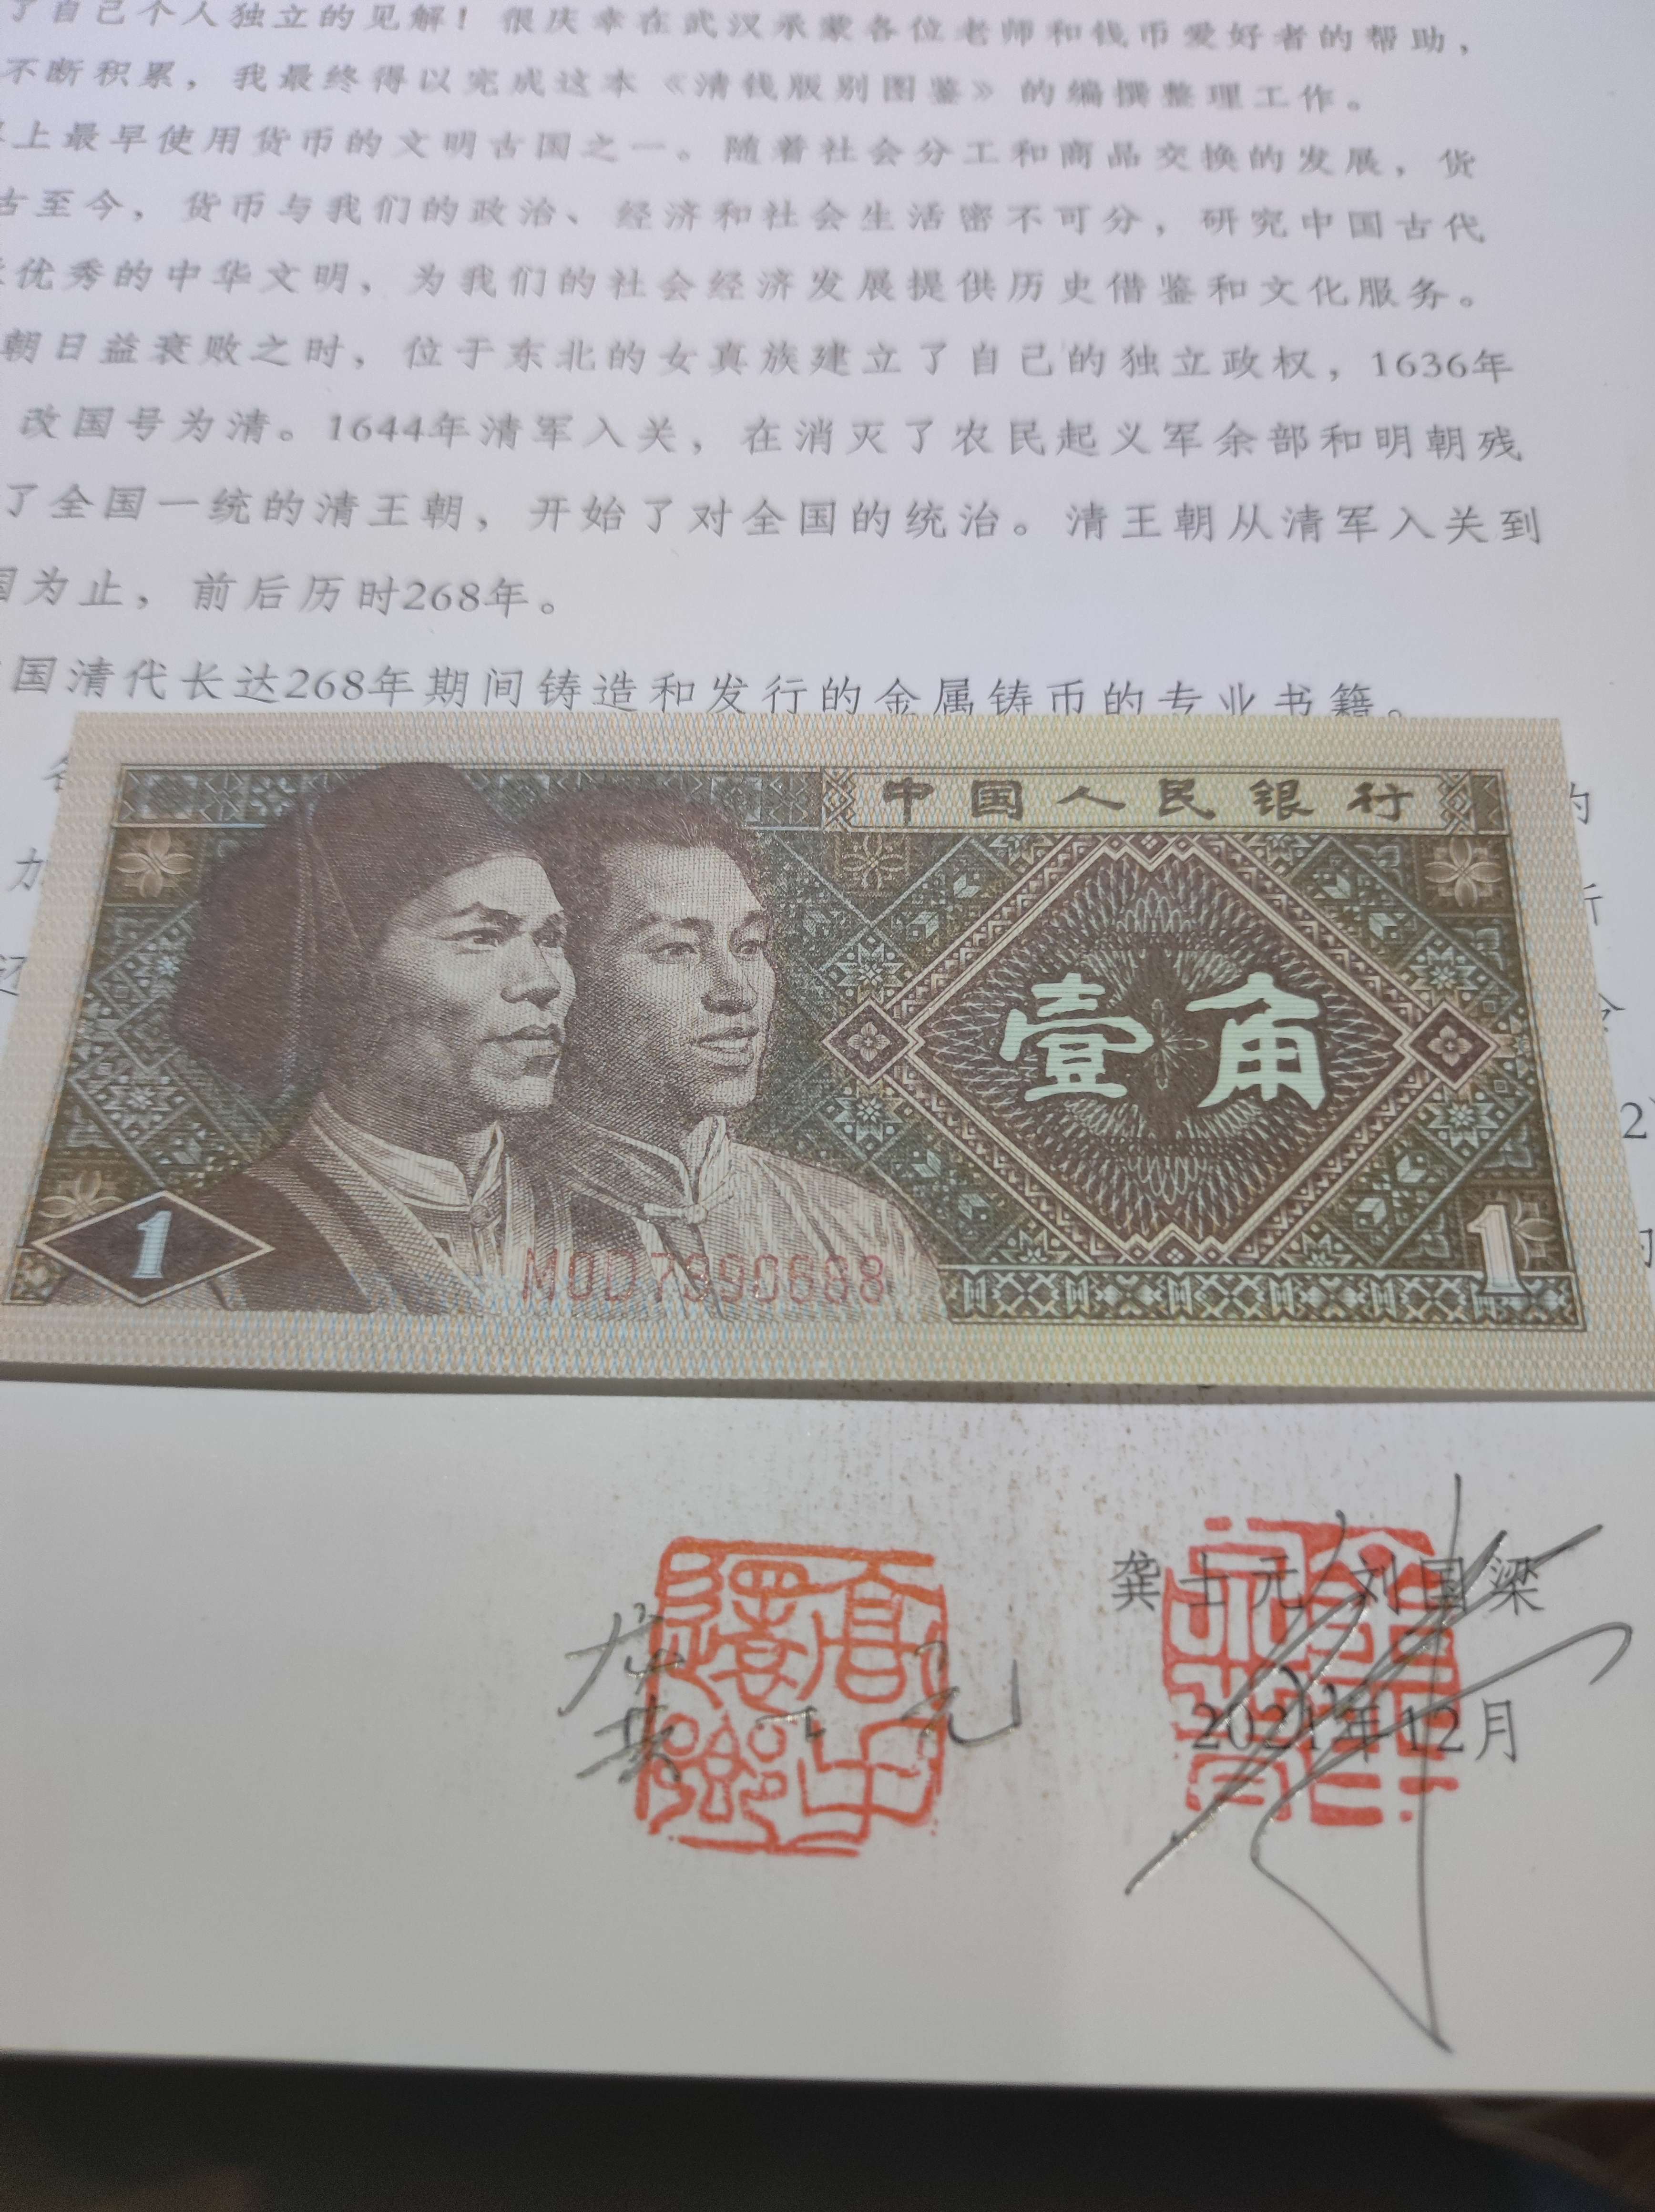 了自己个人独立的见解！很庆幸在武汉承蒙各位老师和钱币爱好者的帮助，
不断积累，我最终得以完成这本《清钱版别图鉴》的编撰整理工作。
上最早使用货币的文明古国之一。随着社会分工和商品交换的发展，货
古至今，货币与我们的政治、经济和社会生活密不可分，研究中国古代
优秀的中华文明，为我们的社会经济发展提供历史借鉴和文化服务。
朝日益衰败之时，位于东北的女真族建立了自己的独立政权，1636年
改国号为清。1644年清军入关，在消灭了农民起义军余部和明朝残
了全国一统的清王朝，开始了对全国的统治。清王朝从清军入关到
国为止，前后历时268年。
国清代长达268年期间铸造和发行的金属铸币的专业书籍。
的
中国人民银行
壹角
1
1
龚士元 刘国梁
2021年12月